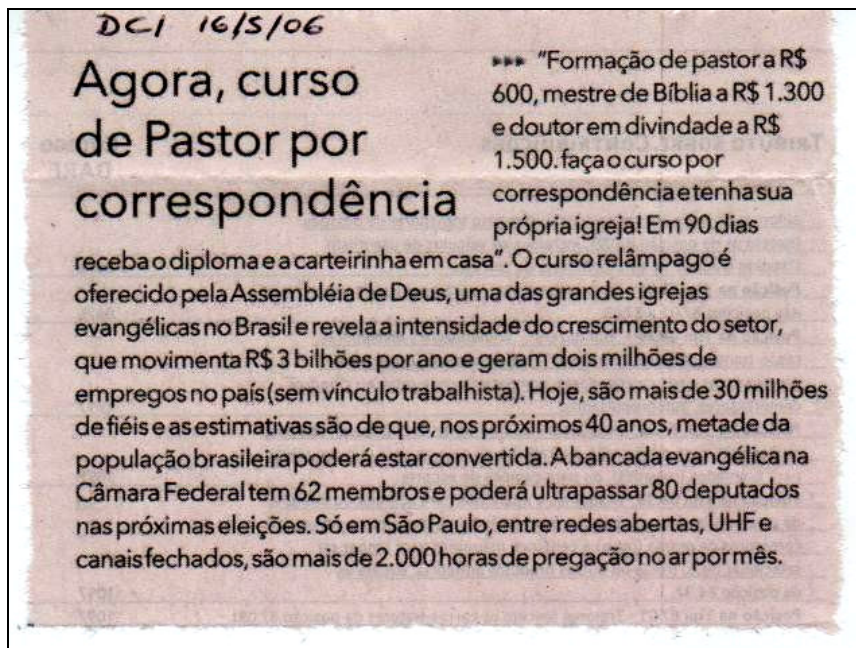 DCI 16/5/06
Agora, curso
de Pastor por
correspondência
"Formação de pastor a R$
600, mestre de Bíblia a R$ 1.300
e doutor em divindade a R$
1.500. faça o curso por
correspondência e tenha sua
própria igreja! Em 90 dias
receba o diploma e a carteirinha em casa". O curso relâmpago é
oferecido pela Assembléia de Deus, uma das grandes igrejas
evangélicas no Brasil e revela a intensidade do crescimento do setor,
que movimenta R$ 3 bilhões por ano e geram dois milhões de
empregos no país (sem vínculo trabalhista). Hoje, são mais de 30 milhões
de fiéis e as estimativas são de que, nos próximos 40 anos, metade da
população brasileira poderá estar convertida. A bancada evangélica na
Câmara Federal tem 62 membros e poderá ultrapassar 80 deputados
nas próximas eleições. Só em São Paulo, entre redes abertas, UHF e
canais fechados, são mais de 2.000 horas de pregação no ar por mês.